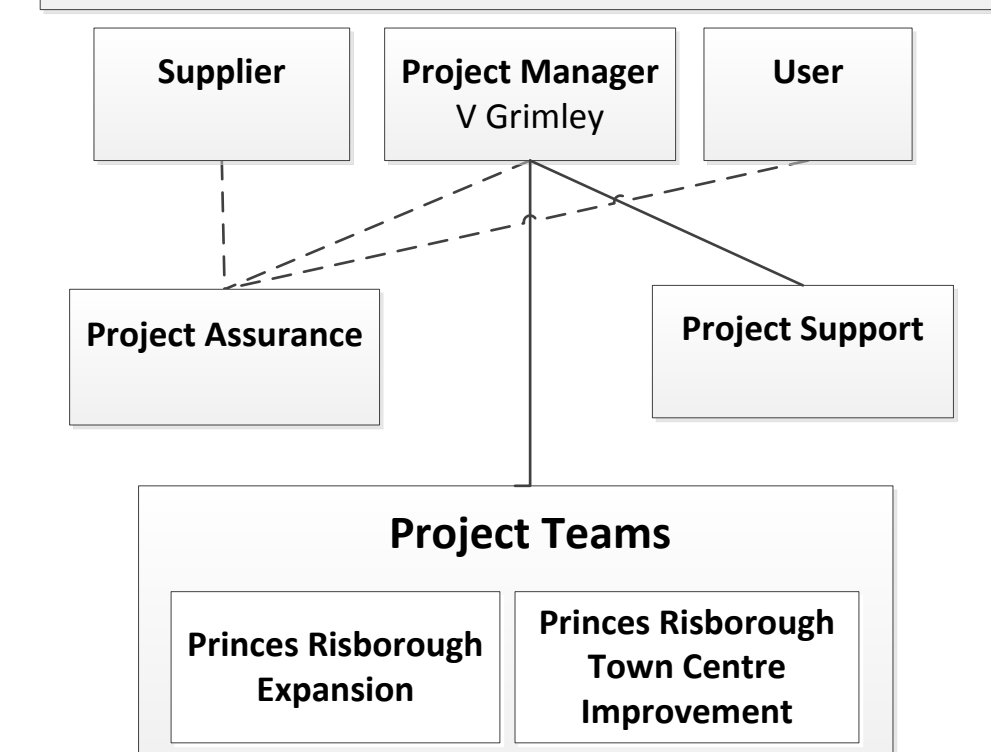 Supplier
Project Manager
V Grimley
User
Project Assurance
Project Support
Project Teams
Princes Risborough
Expansion
Princes Risborough
Town Centre
Improvement